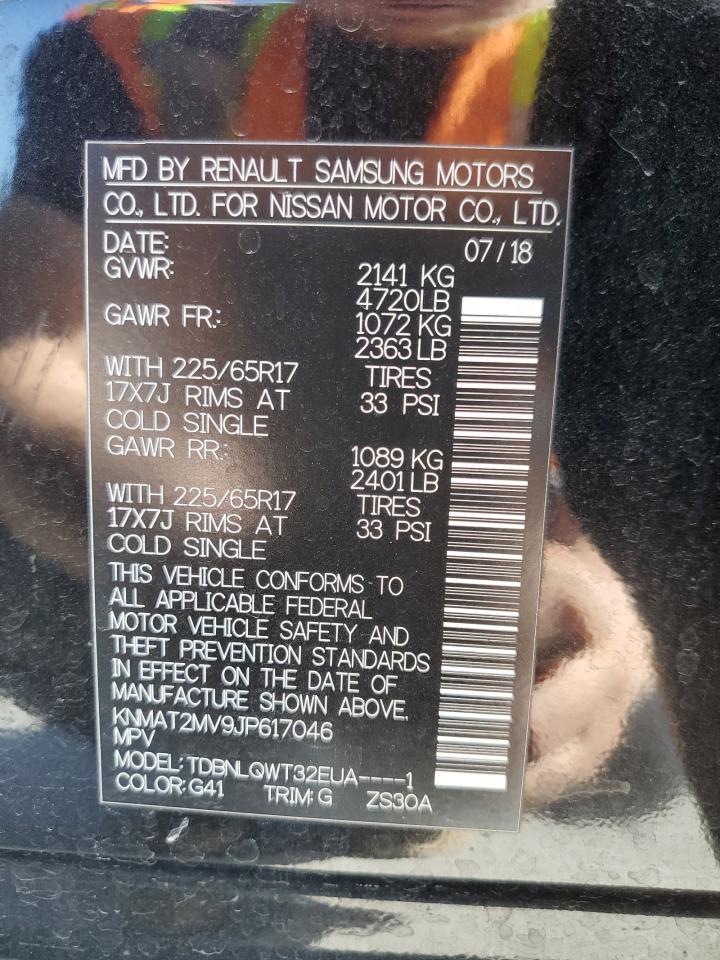 MFD BY RENAULT SAMSUNG MOTORS
CO., LTD. FOR NISSAN MOTOR CO., LTD.
DATE: 07/18
GVWR: 2141 KG
4720LB
GAWR FR: 1072 KG
2363 LB
WITH 225/65R17 TIRES
17X7J RIMS AT 33 PSI
COLD SINGLE
GAWR RR: 1089 KG
2401 LB
WITH 225/65R17 TIRES
17X7J RIMS AT 33 PSI
COLD SINGLE
THIS VEHICLE CONFORMS TO
ALL APPLICABLE FEDERAL
MOTOR VEHICLE SAFETY AND
THEFT PREVENTION STANDARDS
IN EFFECT ON THE DATE OF
MANUFACTURE SHOWN ABOVE.
KNMAT2MV9JP617046
MPV
MODEL: TDBNLQWT32EUA----1
COLOR: G41 TRIM: G ZS30A